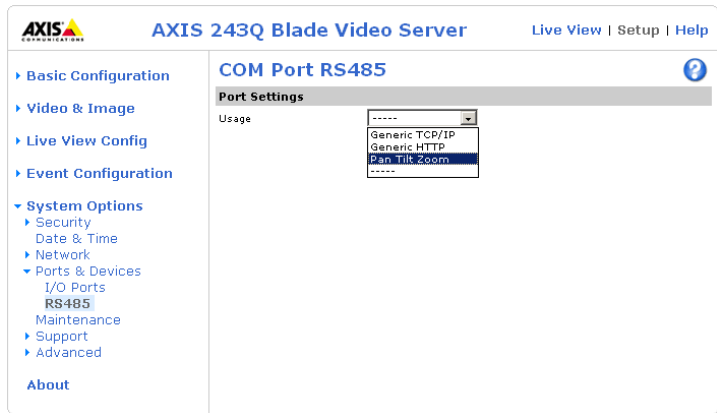 AXIS
COMMUNICATIONS
AXIS 243Q Blade Video Server
Live View | Setup | Help
Basic Configuration
Video & Image
Live View Config
Event Configuration
System Options
Security
Date & Time
Network
Ports & Devices
I/O Ports
RS485
Maintenance
Support
Advanced
About
COM Port RS485
?
Port Settings
Usage
-----
Generic TCP/IP
Generic HTTP
Pan Tilt Zoom
-----